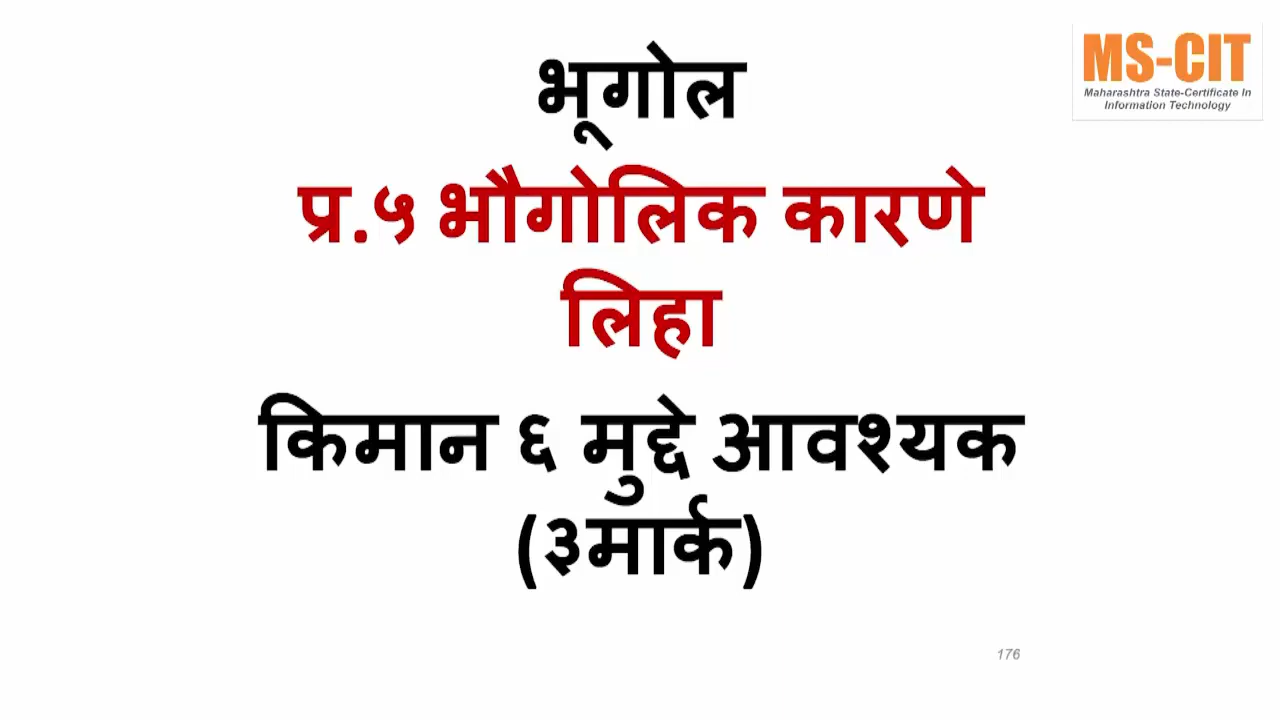 MS-CIT
Maharashtra State-Certificate In
Information Technology
भूगोल
प्र.५ भौगोलिक कारणे
लिहा
किमान ६ मुद्दे आवश्यक
(३मार्क)
176